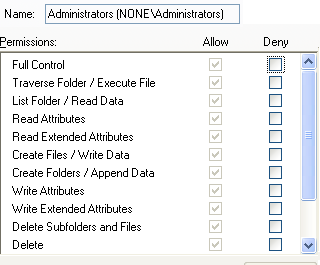 Name: Administrators (NONE\Administrators)
Permissions: Allow Deny
Full Control
Traverse Folder / Execute File
List Folder / Read Data
Read Attributes
Read Extended Attributes
Create Files / Write Data
Create Folders / Append Data
Write Attributes
Write Extended Attributes
Delete Subfolders and Files
Delete